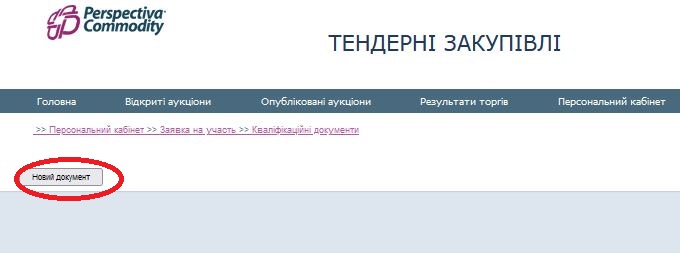 Perspectiva
Commodity
ТЕНДЕРНІ ЗАКУПІВЛІ
Головна Відкриті аукціони Опубліковані аукціони Результати торгів Персональний кабінет
>> Персональний кабінет >> Заявка на участь >> Кваліфікаційні документи
Новий документ